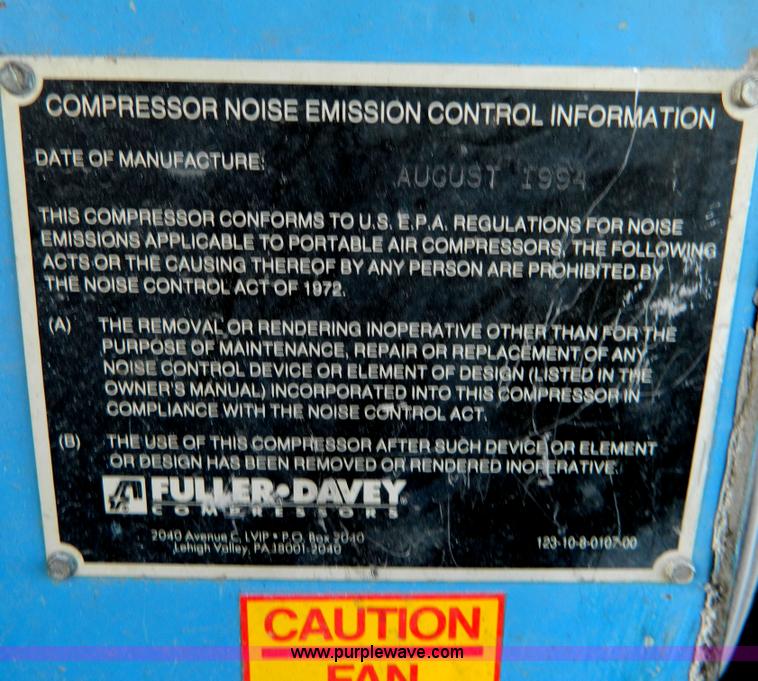 COMPRESSOR NOISE EMISSION CONTROL INFORMATION
DATE OF MANUFACTURE:
AUGUST 1994
THIS COMPRESSOR CONFORMS TO U.S. E.P.A. REGULATIONS FOR NOISE
EMISSIONS APPLICABLE TO PORTABLE AIR COMPRESSORS, THE FOLLOWING
ACTS OR THE CAUSING THEREOF BY ANY PERSON ARE PROHIBITED BY
THE NOISE CONTROL ACT OF 1972.
(A) THE REMOVAL OR RENDERING INOPERATIVE OTHER THAN FOR THE
PURPOSE OF MAINTENANCE, REPAIR OR REPLACEMENT OF ANY
NOISE CONTROL DEVICE OR ELEMENT OF DESIGN (LISTED IN THE
OWNER'S MANUAL) INCORPORATED INTO THIS COMPRESSOR IN
COMPLIANCE WITH THE NOISE CONTROL ACT.
(B) THE USE OF THIS COMPRESSOR AFTER SUCH DEVICE OR ELEMENT
OR DESIGN HAS BEEN REMOVED OR RENDERED INOPERATIVE.
FULLER•DAVEY
COMPRESSORS
2040 Avenue C, LVIP • P.O. Box 2040
Lehigh Valley, PA 18001-2040
123-10-8-0107-00
CAUTION
www.purplewave.com
FAN